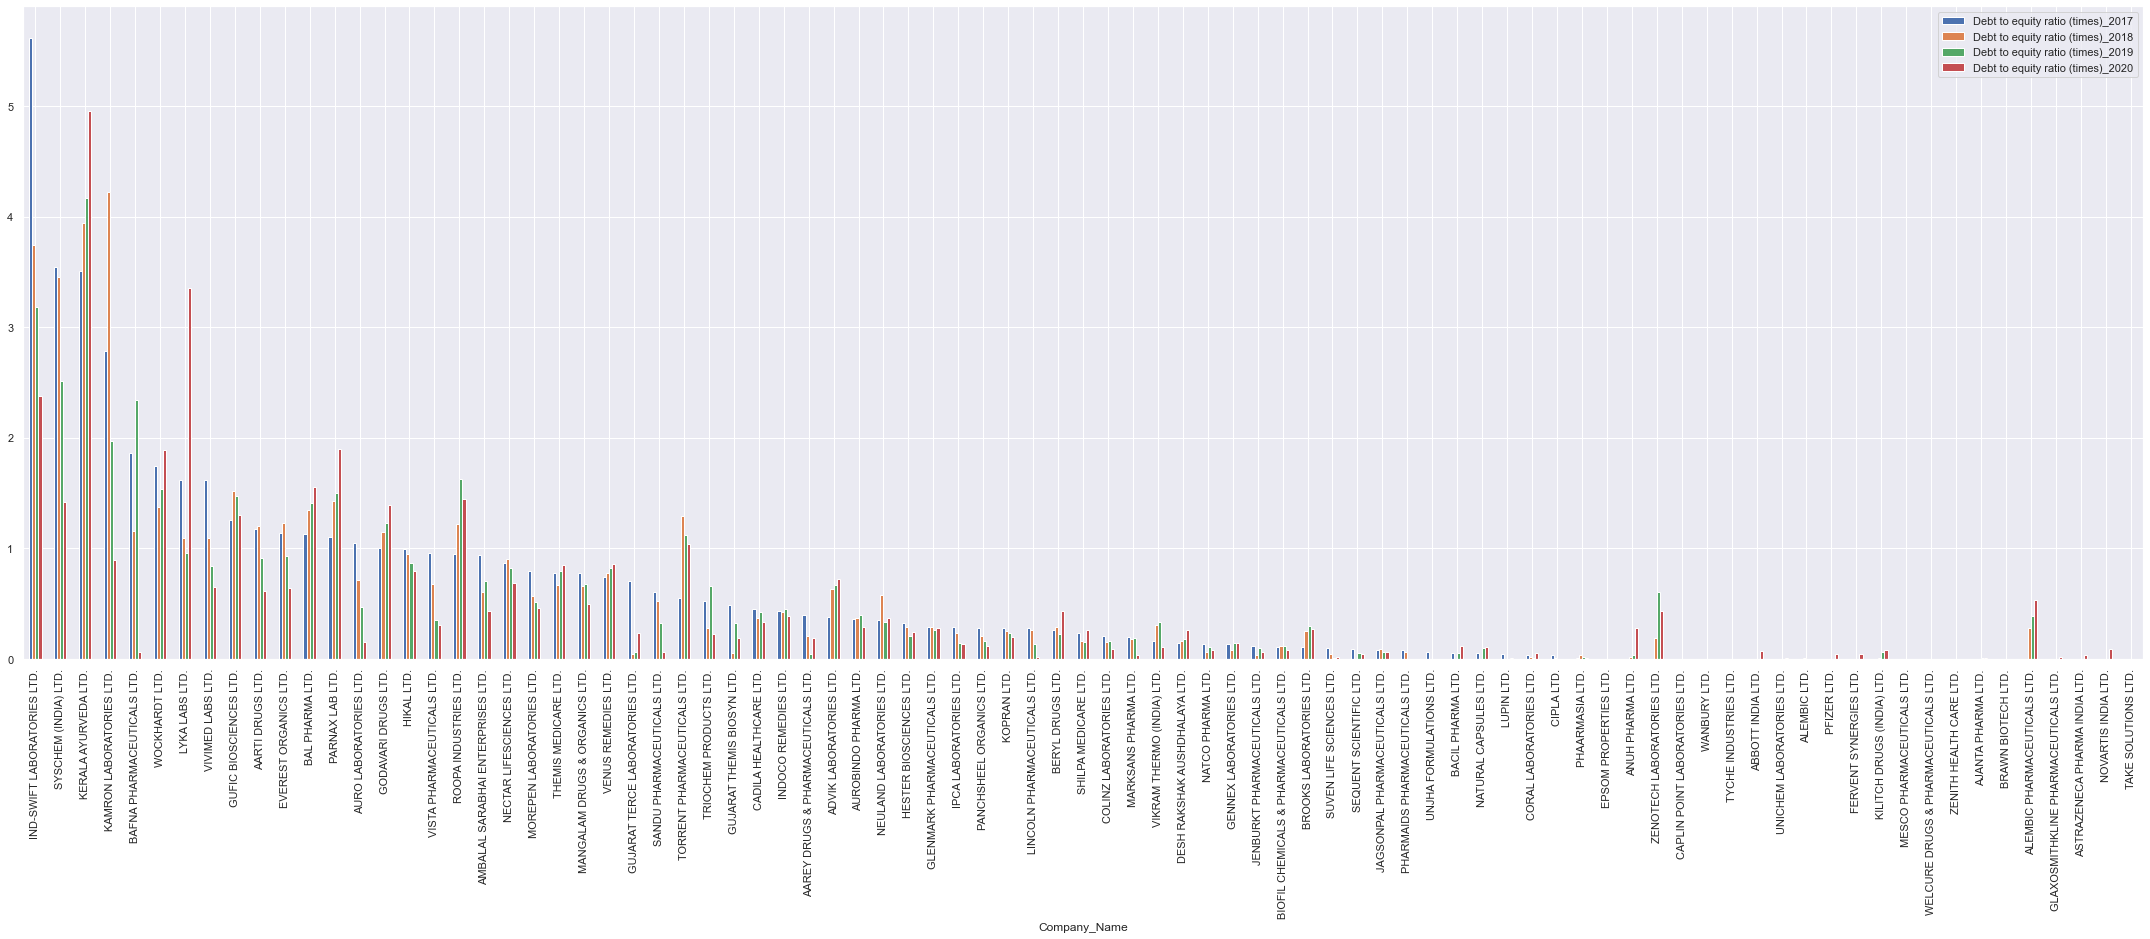 Debt to equity ratio (times)_2017
Debt to equity ratio (times)_2018
Debt to equity ratio (times)_2019
Debt to equity ratio (times)_2020
5
4
3
2
1
0
IND-SWIFT LABORATORIES LTD.
SYSCHEM (INDIA) LTD.
KERALA AYURVEDA LTD.
KAMRON LABORATORIES LTD.
BAFNA PHARMACEUTICALS LTD.
WOCKHARDT LTD.
LYKA LABS LTD.
VIVIMED LABS LTD.
GUFIC BIOSCIENCES LTD.
AARTI DRUGS LTD.
EVEREST ORGANICS LTD.
BAL PHARMA LTD.
PARNAX LAB LTD.
AURO LABORATORIES LTD.
GODAVARI DRUGS LTD.
HIKAL LTD.
VISTA PHARMACEUTICALS LTD.
ROOPA INDUSTRIES LTD.
AMBALAL SARABHAI ENTERPRISES LTD.
NECTAR LIFESCIENCES LTD.
MOREPEN LABORATORIES LTD.
THEMIS MEDICARE LTD.
MANGALAM DRUGS & ORGANICS LTD.
VENUS REMEDIES LTD.
GUJARAT TERCE LABORATORIES LTD.
SANDU PHARMACEUTICALS LTD.
TORRENT PHARMACEUTICALS LTD.
TRIOCHEM PRODUCTS LTD.
GUJARAT THEMIS BIOSYN LTD.
CADILA HEALTHCARE LTD.
INDOCO REMEDIES LTD.
AAREY DRUGS & PHARMACEUTICALS LTD.
ADVIK LABORATORIES LTD.
AUROBINDO PHARMA LTD.
NEULAND LABORATORIES LTD.
HESTER BIOSCIENCES LTD.
GLENMARK PHARMACEUTICALS LTD.
IPCA LABORATORIES LTD.
PANCHSHEEL ORGANICS LTD.
KOPRAN LTD.
LINCOLN PHARMACEUTICALS LTD.
BERYL DRUGS LTD.
SHILPA MEDICARE LTD.
COLINZ LABORATORIES LTD.
MARKSANS PHARMA LTD.
VIKRAM THERMO (INDIA) LTD.
DESH RAKSHAK AUSHDHALAYA LTD.
NATCO PHARMA LTD.
GENNEX LABORATORIES LTD.
JENBURKT PHARMACEUTICALS LTD.
BIOFIL CHEMICALS & PHARMACEUTICALS LTD.
BROOKS LABORATORIES LTD.
SUVEN LIFE SCIENCES LTD.
SEQUENT SCIENTIFIC LTD.
JAGSONPAL PHARMACEUTICALS LTD.
PHARMAIDS PHARMACEUTICALS LTD.
UNJHA FORMULATIONS LTD.
BACIL PHARMA LTD.
NATURAL CAPSULES LTD.
LUPIN LTD.
CORAL LABORATORIES LTD.
CIPLA LTD.
PHAARMASIA LTD.
EPSOM PROPERTIES LTD.
ANUH PHARMA LTD.
ZENOTECH LABORATORIES LTD.
CAPLIN POINT LABORATORIES LTD.
WANBURY LTD.
TYCHE INDUSTRIES LTD.
ABBOTT INDIA LTD.
UNICHEM LABORATORIES LTD.
ALEMBIC LTD.
PFIZER LTD.
FERVENT SYNERGIES LTD.
KILITCH DRUGS (INDIA) LTD.
MESCO PHARMACEUTICALS LTD.
WELCURE DRUGS & PHARMACEUTICALS LTD.
ZENITH HEALTH CARE LTD.
AJANTA PHARMA LTD.
BRAWN BIOTECH LTD.
ALEMBIC PHARMACEUTICALS LTD.
GLAXOSMITHKLINE PHARMACEUTICALS LTD.
ASTRAZENECA PHARMA INDIA LTD.
NOVARTIS INDIA LTD.
TAKE SOLUTIONS LTD.
Company_Name